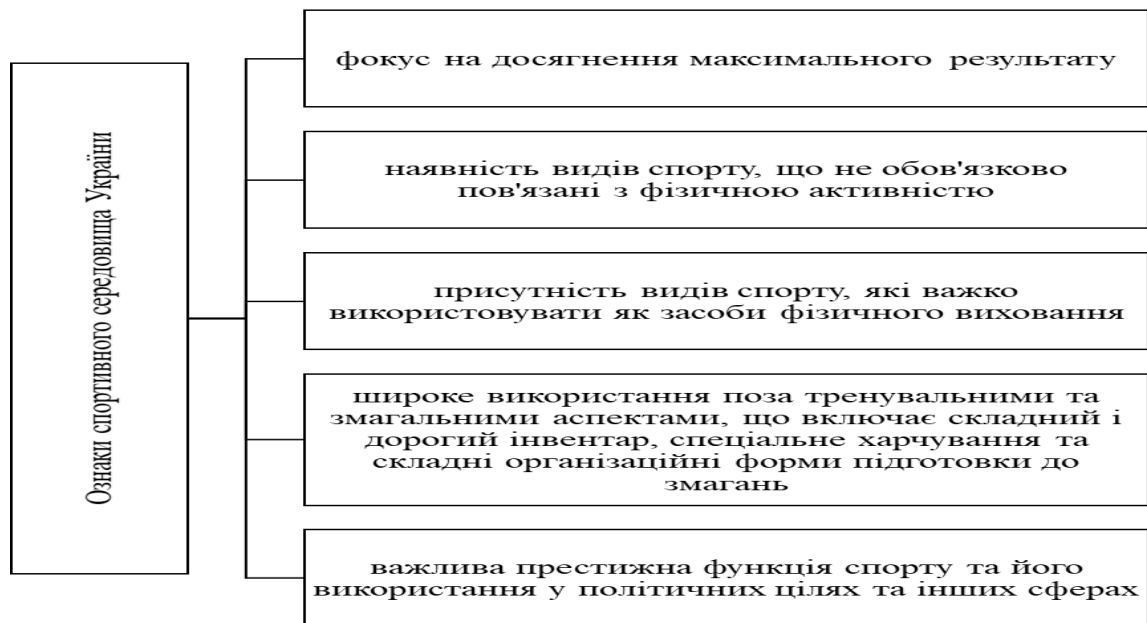 Ознаки спортивного середовища України
фокус на досягнення максимального результату
наявність видів спорту, що не обов'язково
пов'язані з фізичною активністю
присутність видів спорту, які важко
використовувати як засоби фізичного виховання
широке використання поза тренувальними та
змагальними аспектами, що включає складний і
дорогий інвентар, спеціальне харчування та
складні організаційні форми підготовки до
змагань
важлива престижна функція спорту та його
використання у політичних цілях та інших сферах